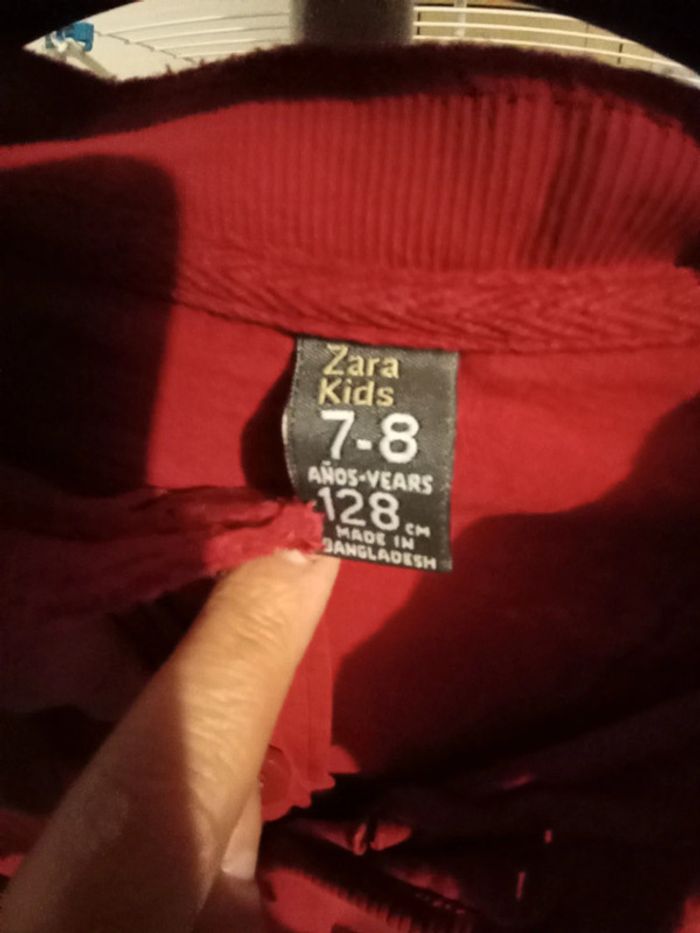 Zara
Kids
7-8
AÑOS-YEARS
128 CM
MADE IN
BANGLADESH